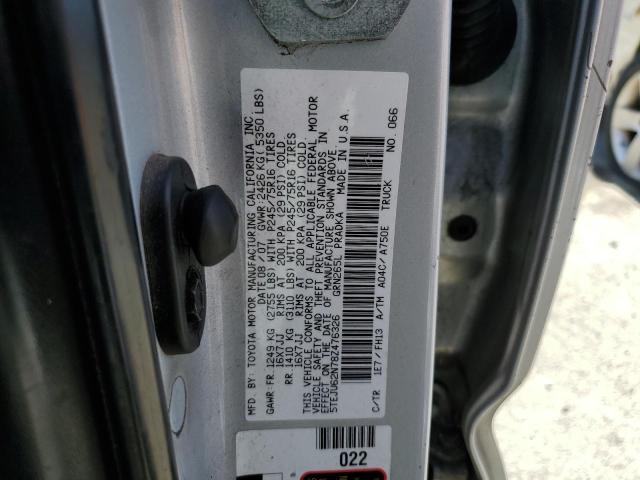 MFD. BY: TOYOTA MOTOR MANUFACTURING CALIFORNIA INC
DATE: 08/07 GVWR: 2426 KG( 5350 LBS)
GAWR: FR. 1249 KG (2755 LBS) WITH P245/75R16 TIRES
16X7JJ RIMS AT 200 KPA (29 PSI) COLD.
RR. 1410 KG (3110 LBS) WITH P245/75R16 TIRES
16X7JJ RIMS AT 200 KPA (29 PSI) COLD.
THIS VEHICLE CONFORMS TO ALL APPLICABLE FEDERAL MOTOR
VEHICLE SAFETY AND THEFT PREVENTION STANDARDS IN
EFFECT ON THE DATE OF MANUFACTURE SHOWN ABOVE.
5TEJU62N78Z476326 GRN265L PRADKA MADE IN U.S.A.
TRUCK
C/TR 1E7/FH13 A/TM A04C/A750E NO. 066
022